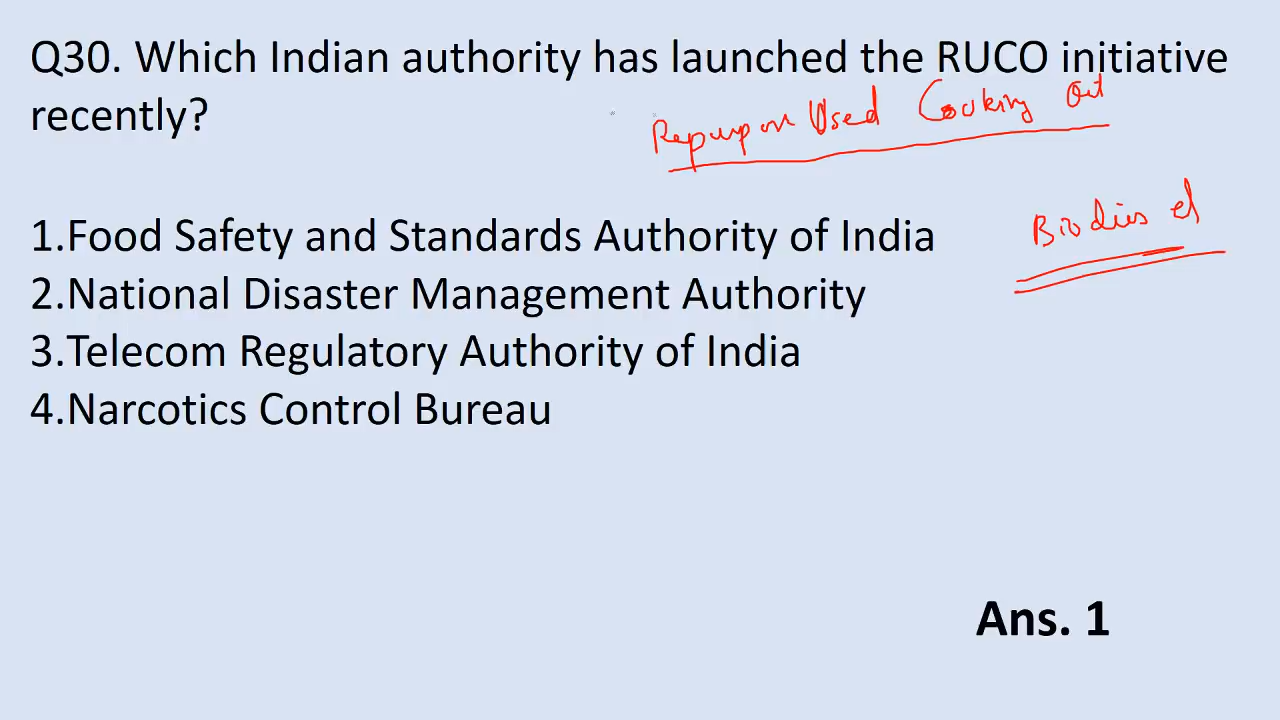 Q30. Which Indian authority has launched the RUCO initiative
recently?
Repurpose Used Cooking Oil
1.Food Safety and Standards Authority of India
Biodiesel
2.National Disaster Management Authority
3.Telecom Regulatory Authority of India
4.Narcotics Control Bureau
Ans. 1